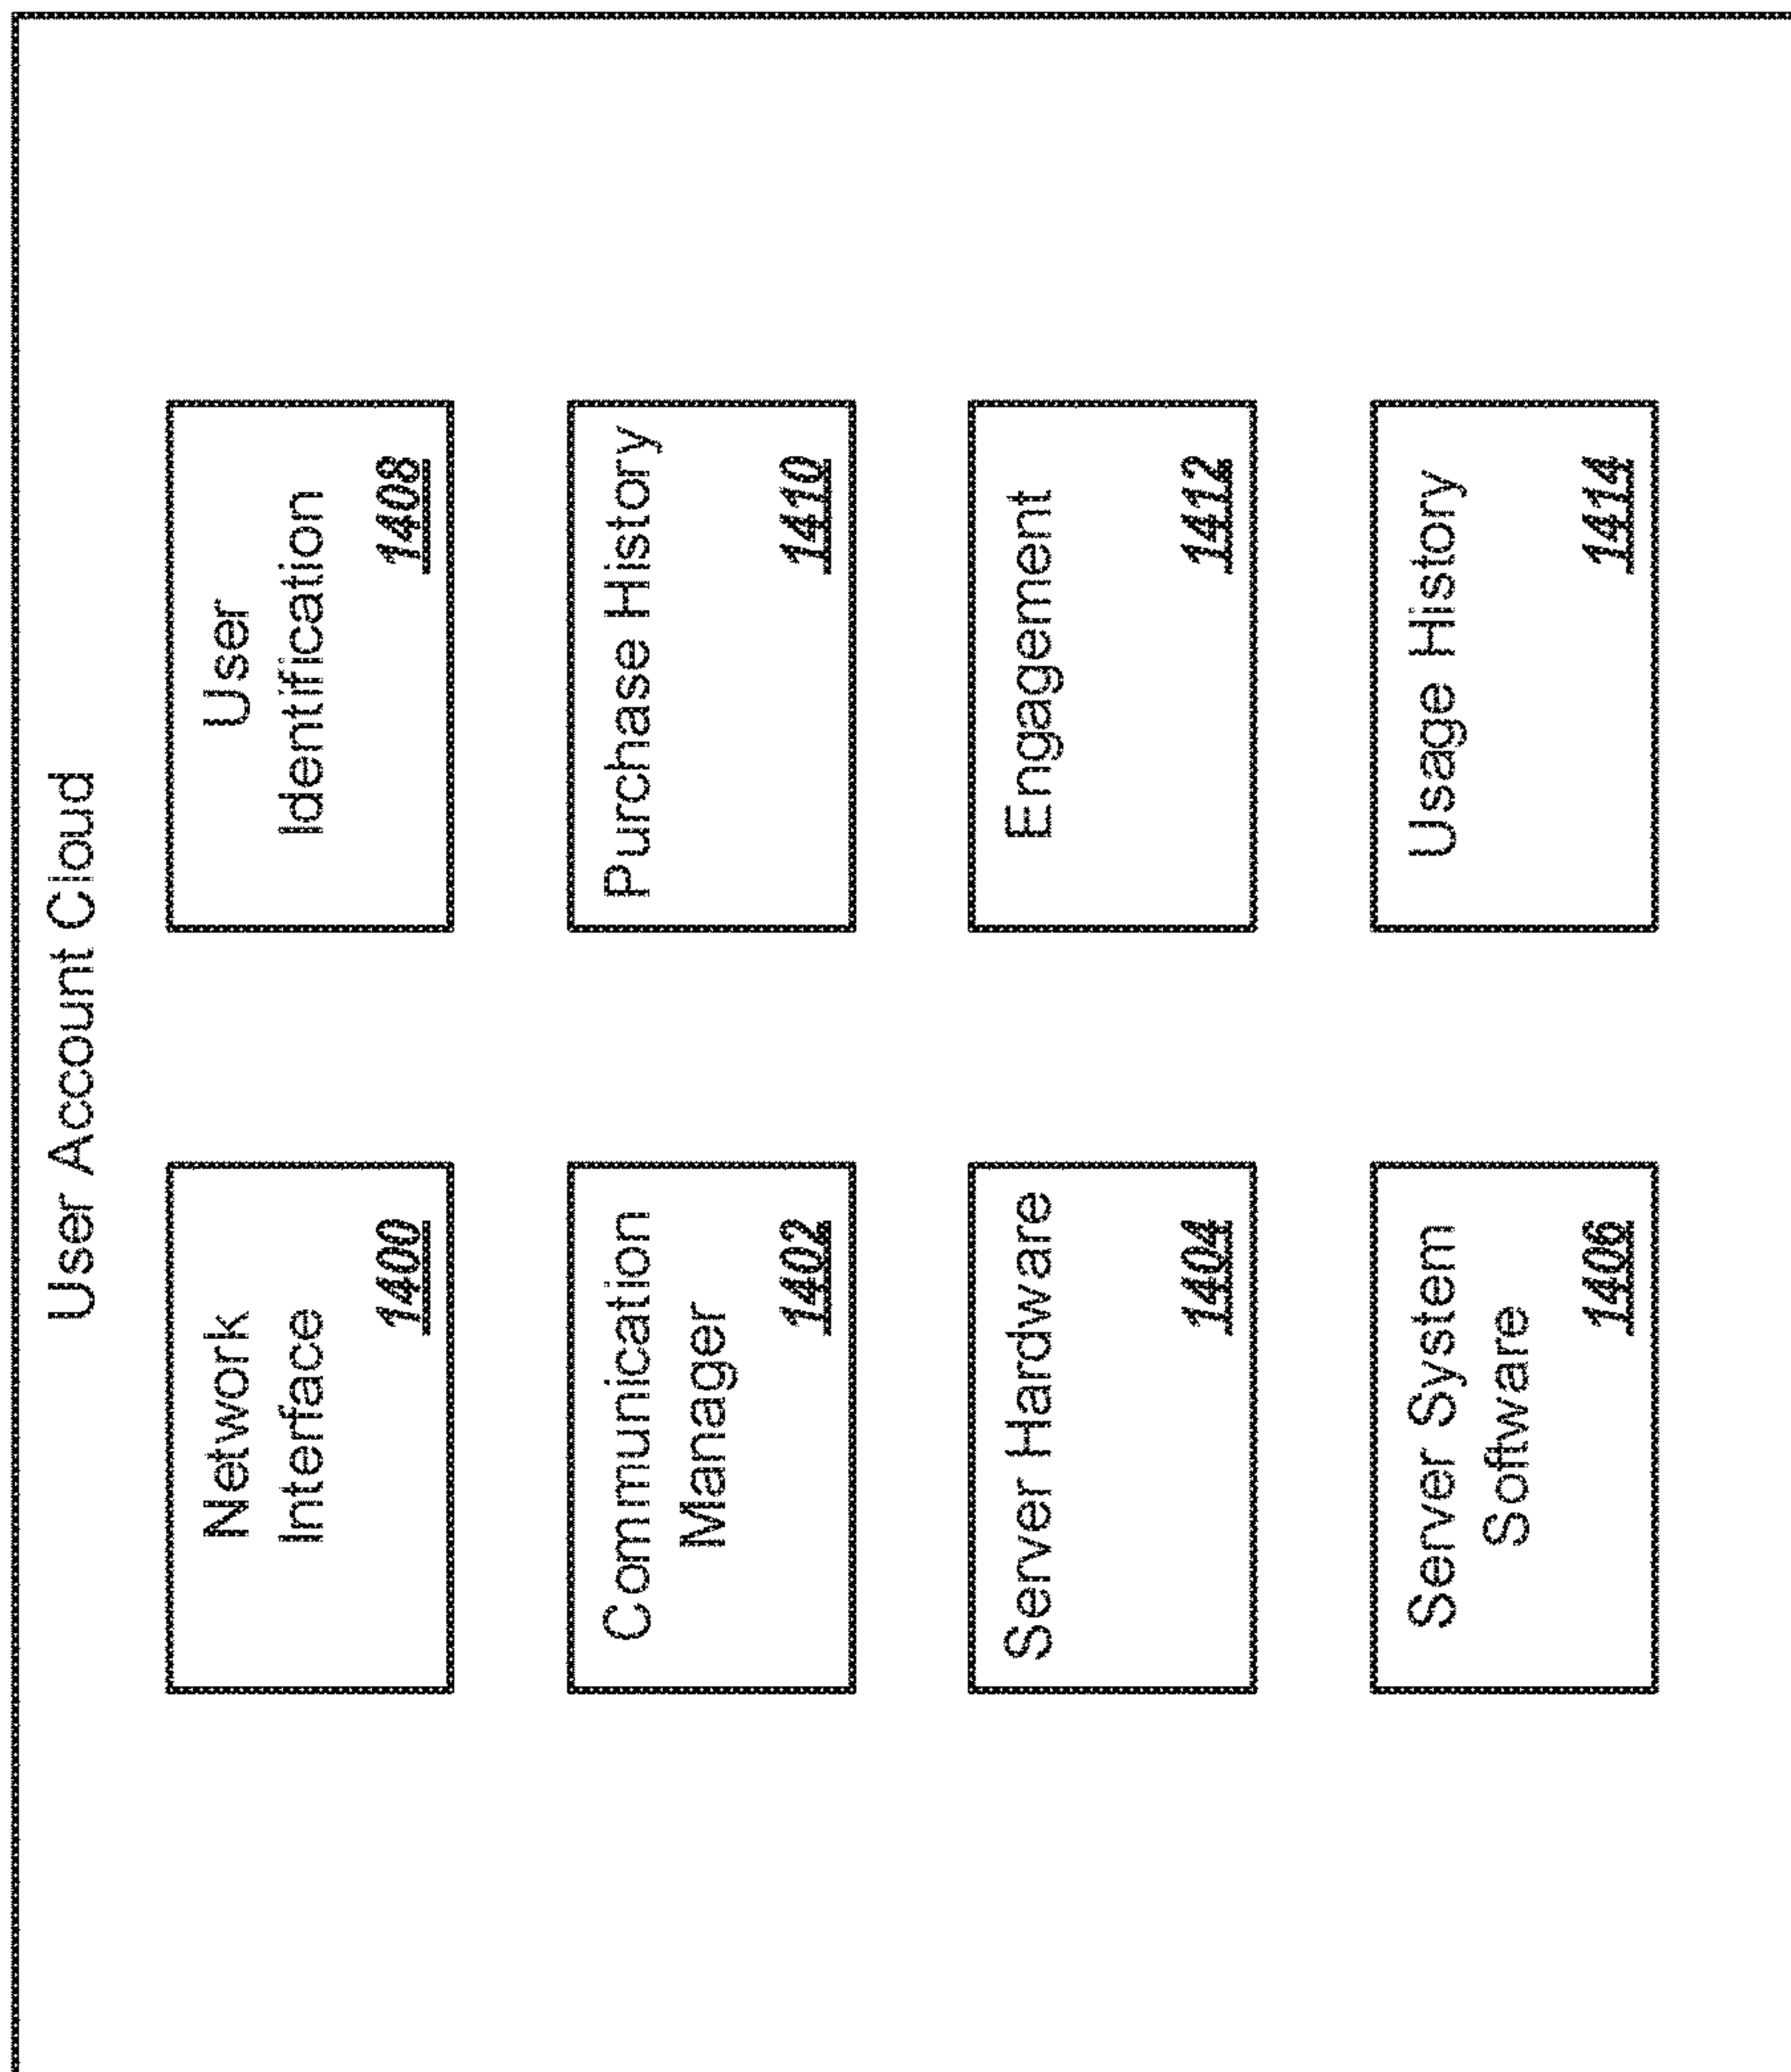 User Account Cloud
Network
Interface
1400
Communication
Manager
1402
Server Hardware
1404
Server System
Software
1406
User
Identification
1408
Purchase History
1410
Engagement
1412
Usage History
1414